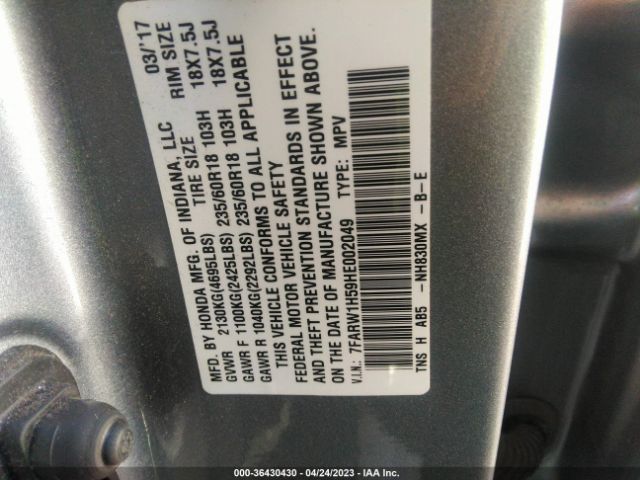 MFD. BY HONDA MFG. OF INDIANA, LLC 03/'17
GVWR 2130KG(4695LBS) TIRE SIZE RIM SIZE
GAWR F 1100KG(2425LBS) 235/60R18 103H 18X7.5J
GAWR R 1040KG(2292LBS) 235/60R18 103H 18X7.5J
THIS VEHICLE CONFORMS TO ALL APPLICABLE
FEDERAL MOTOR VEHICLE SAFETY
AND THEFT PREVENTION STANDARDS IN EFFECT
ON THE DATE OF MANUFACTURE SHOWN ABOVE.
V.I.N.: 7FARW1H59HE002049 TYPE: MPV
TNS H AB5 -NH830MX -B-E
000-36430430 - 04/24/2023 - IAA Inc.